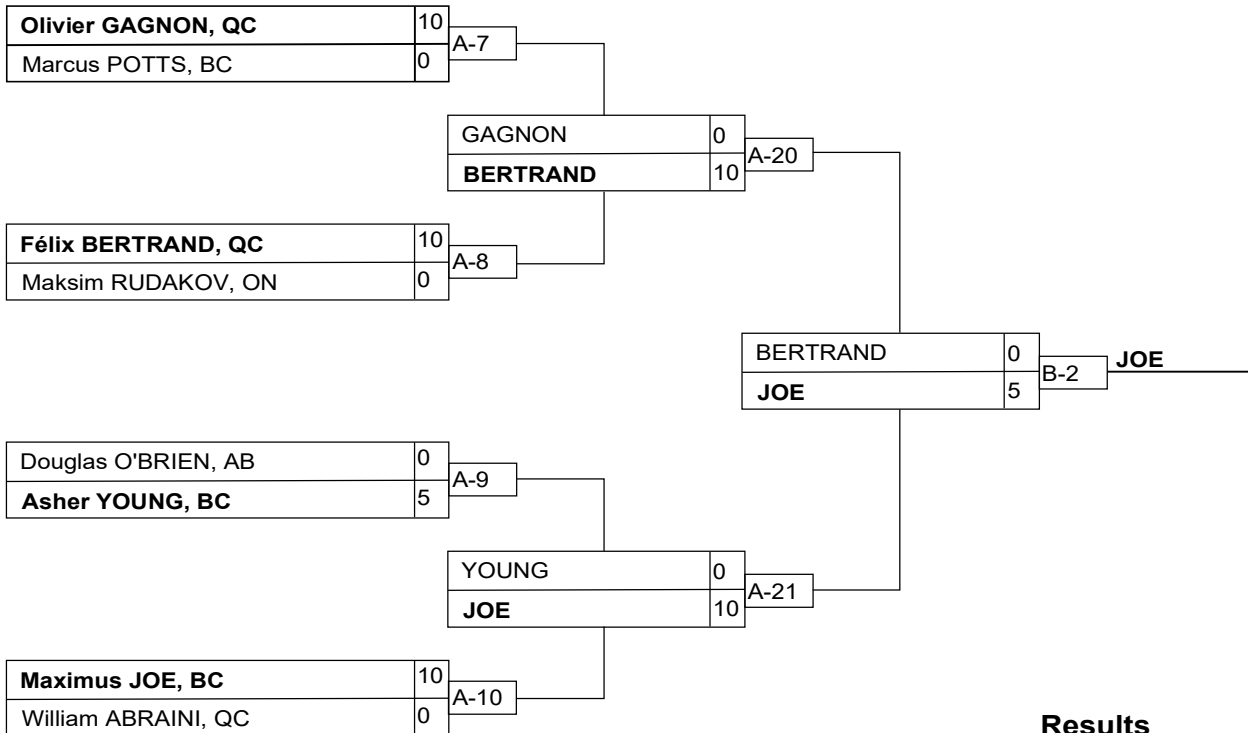 Olivier GAGNON, QC 10
A-7
Marcus POTTS, BC 0
GAGNON 0
A-20
BERTRAND 10
Félix BERTRAND, QC 10
A-8
Maksim RUDAKOV, ON 0
BERTRAND 0
B-2 JOE
JOE 5
Douglas O'BRIEN, AB 0
A-9
Asher YOUNG, BC 5
YOUNG 0
A-21
JOE 10
Maximus JOE, BC 10
A-10
William ABRAINI, QC 0
Results